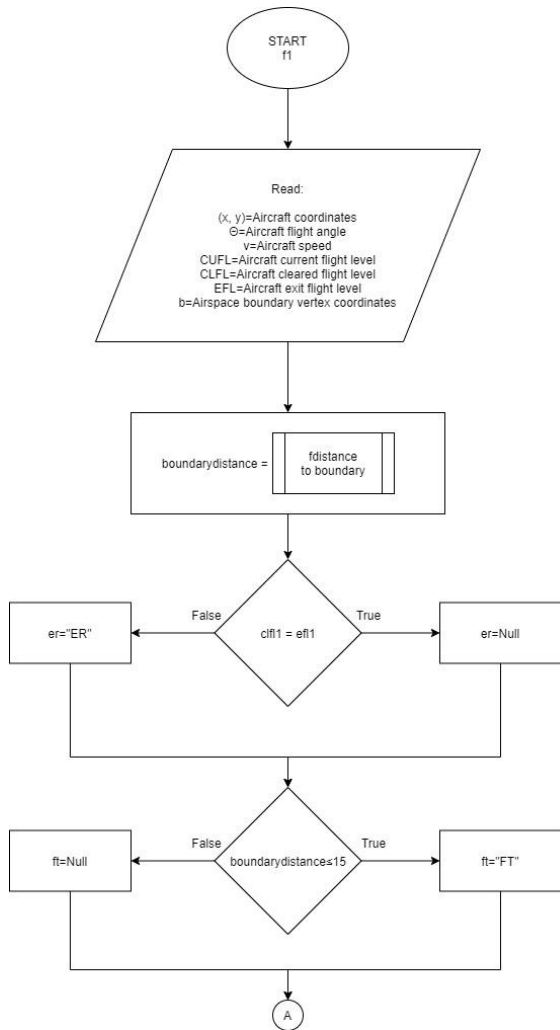 START
f1
Read:
(x, y)=Aircraft coordinates
Θ=Aircraft flight angle
v=Aircraft speed
CUFL=Aircraft current flight level
CLFL=Aircraft cleared flight level
EFL=Aircraft exit flight level
b=Airspace boundary vertex coordinates
boundarydistance =
fdistance
to boundary
False
True
er="ER"
clfl1 = efl1
er=Null
False
True
ft=Null
boundarydistance≤15
ft="FT"
A